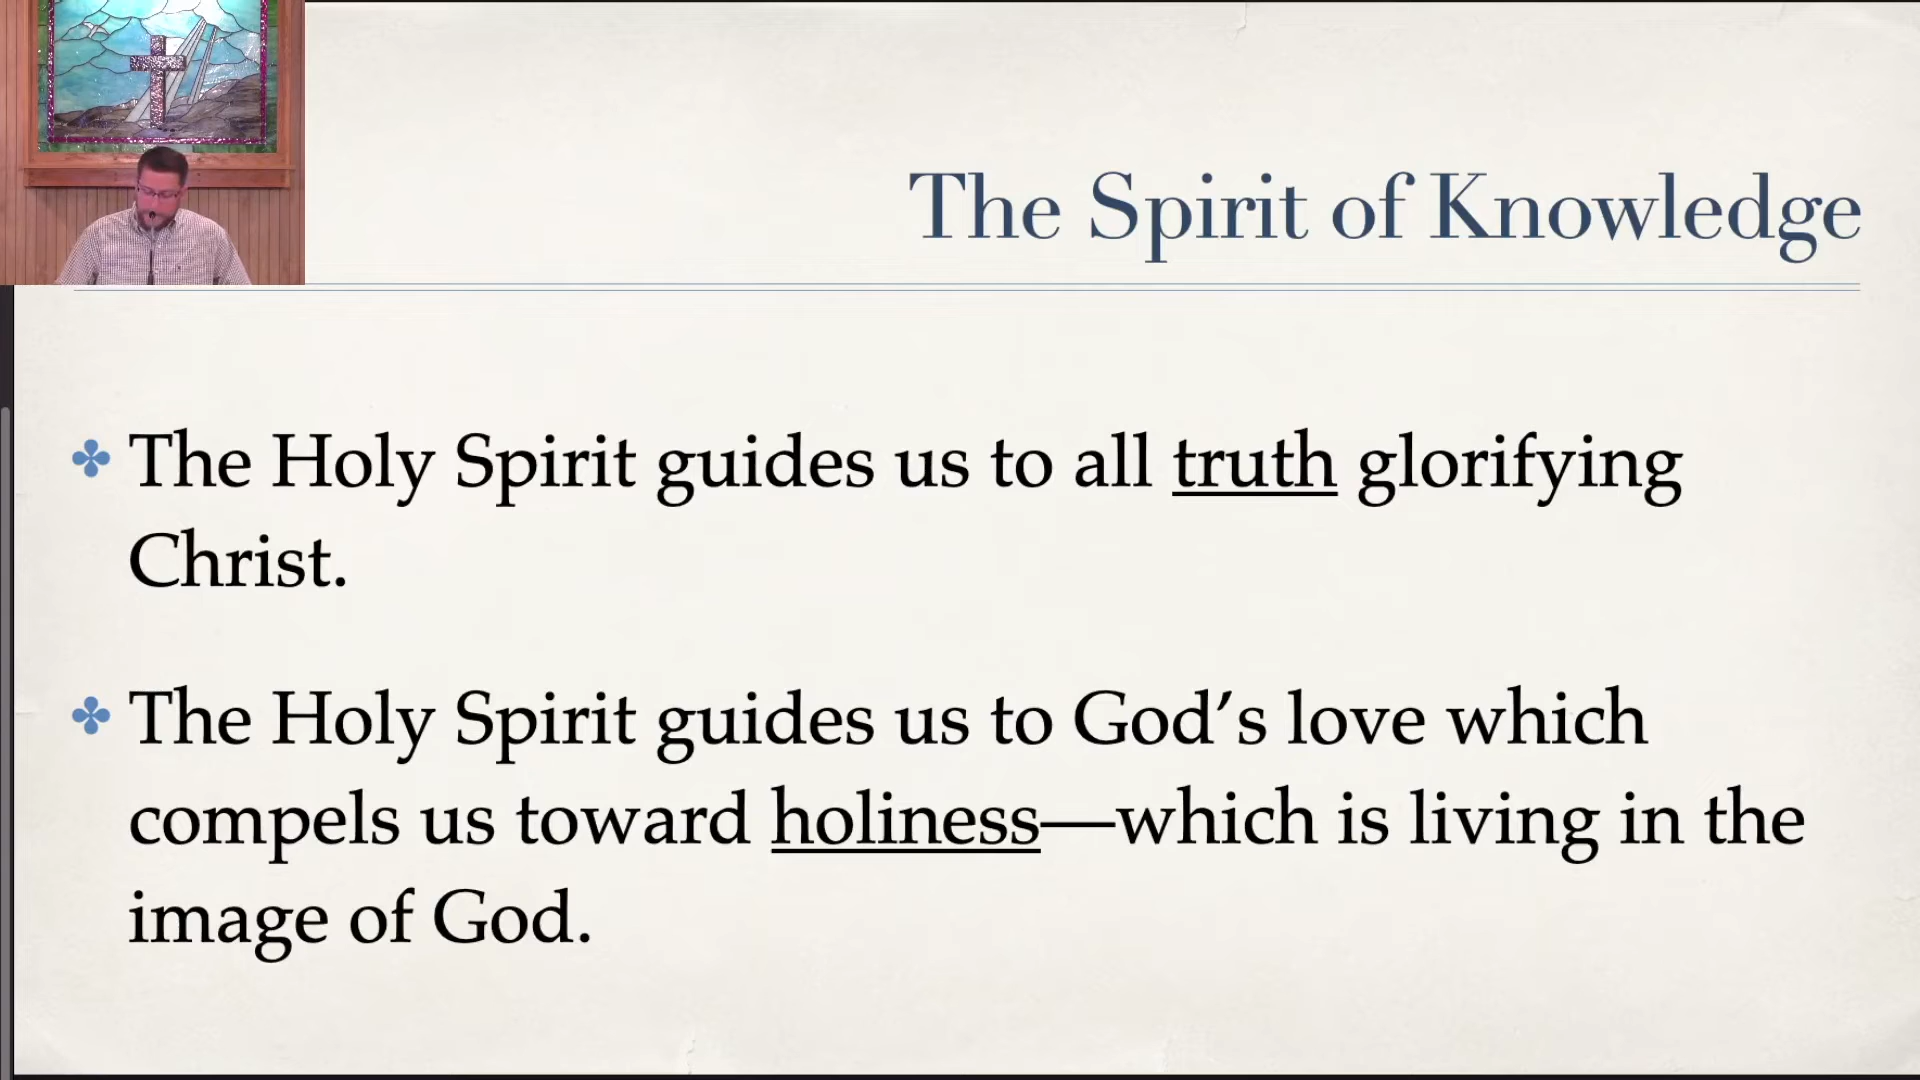 The Spirit of Knowledge
The Holy Spirit guides us to all truth glorifying
Christ.
The Holy Spirit guides us to God’s love which
compels us toward holiness—which is living in the
image of God.